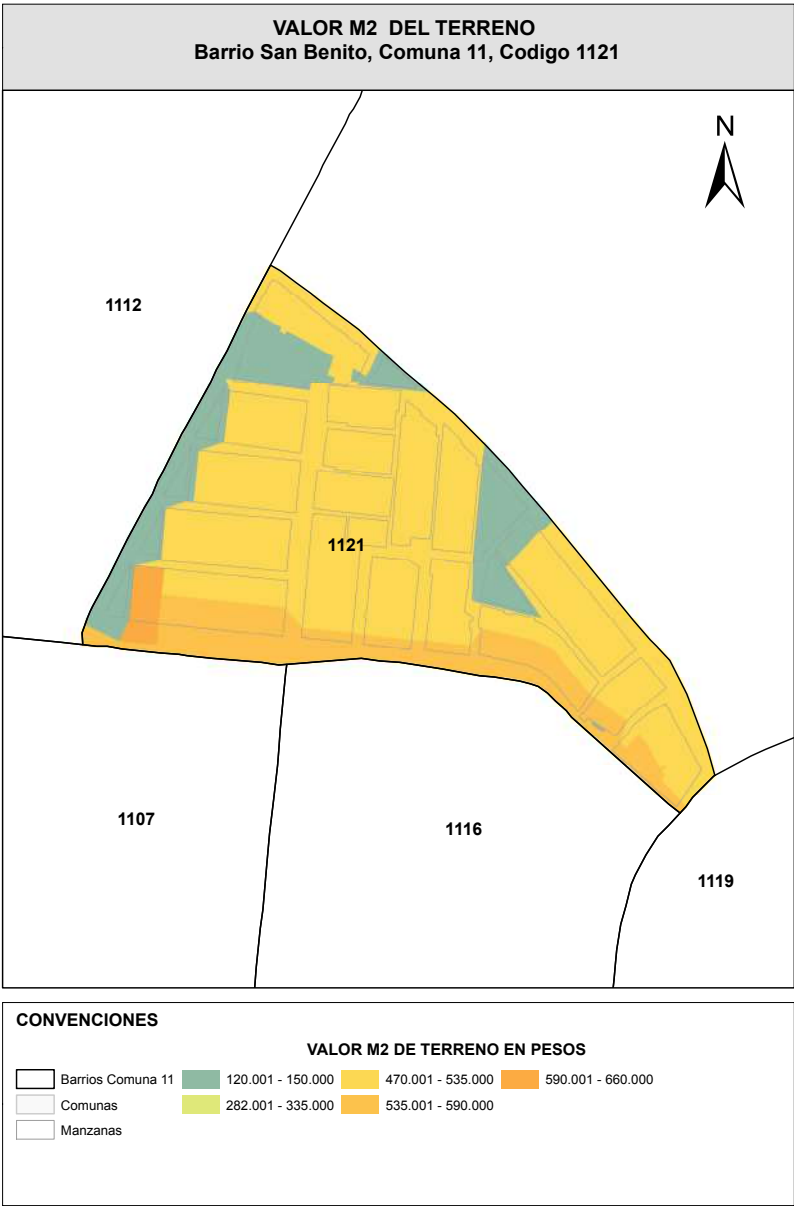 VALOR M2 DEL TERRENO
Barrio San Benito, Comuna 11, Codigo 1121
N
1112
1121
1107
1116
1119
CONVENCIONES
VALOR M2 DE TERRENO EN PESOS
Barrios Comuna 11 120.001 - 150.000 470.001 - 535.000 590.001 - 660.000
Comunas 282.001 - 335.000 535.001 - 590.000
Manzanas